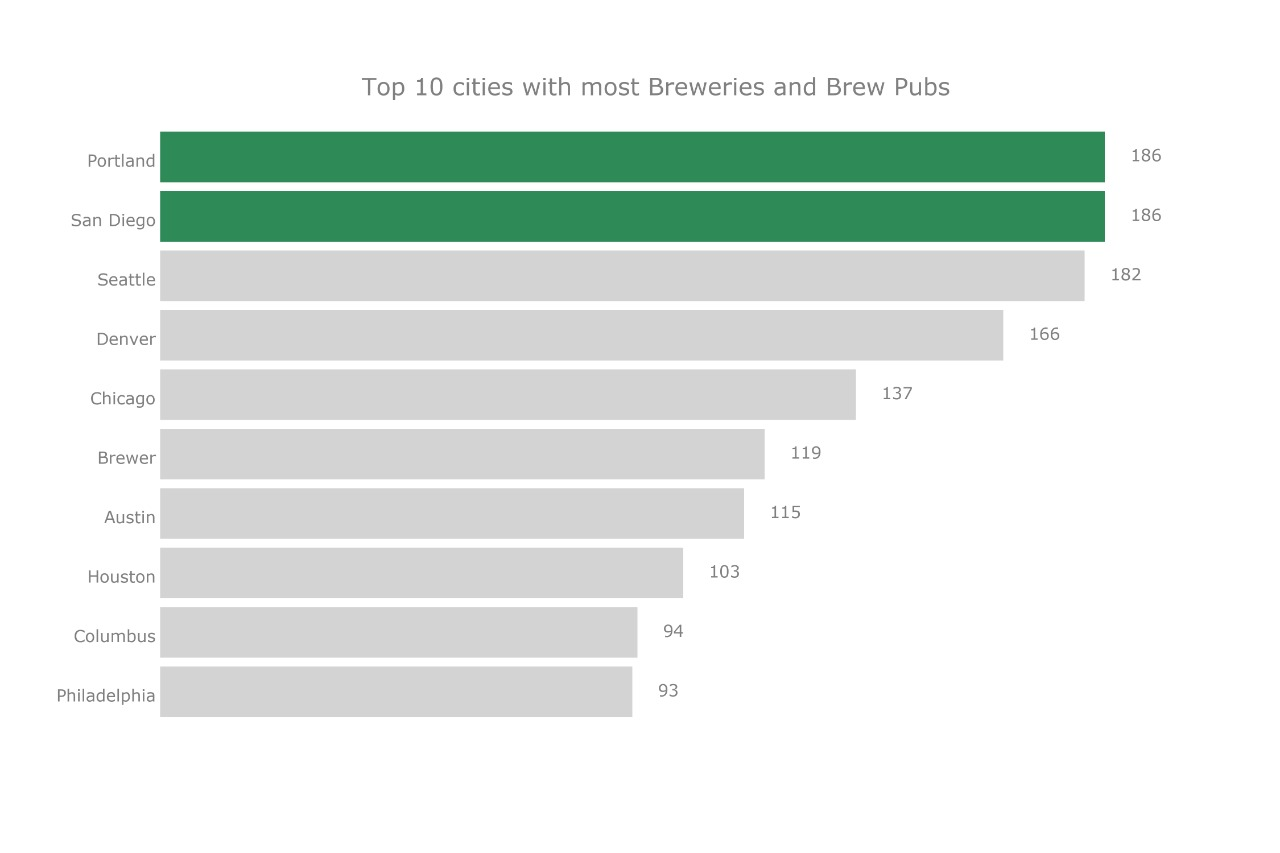 Top 10 cities with most Breweries and Brew Pubs
Portland 186
San Diego 186
Seattle 182
Denver 166
Chicago 137
Brewer 119
Austin 115
Houston 103
Columbus 94
Philadelphia 93